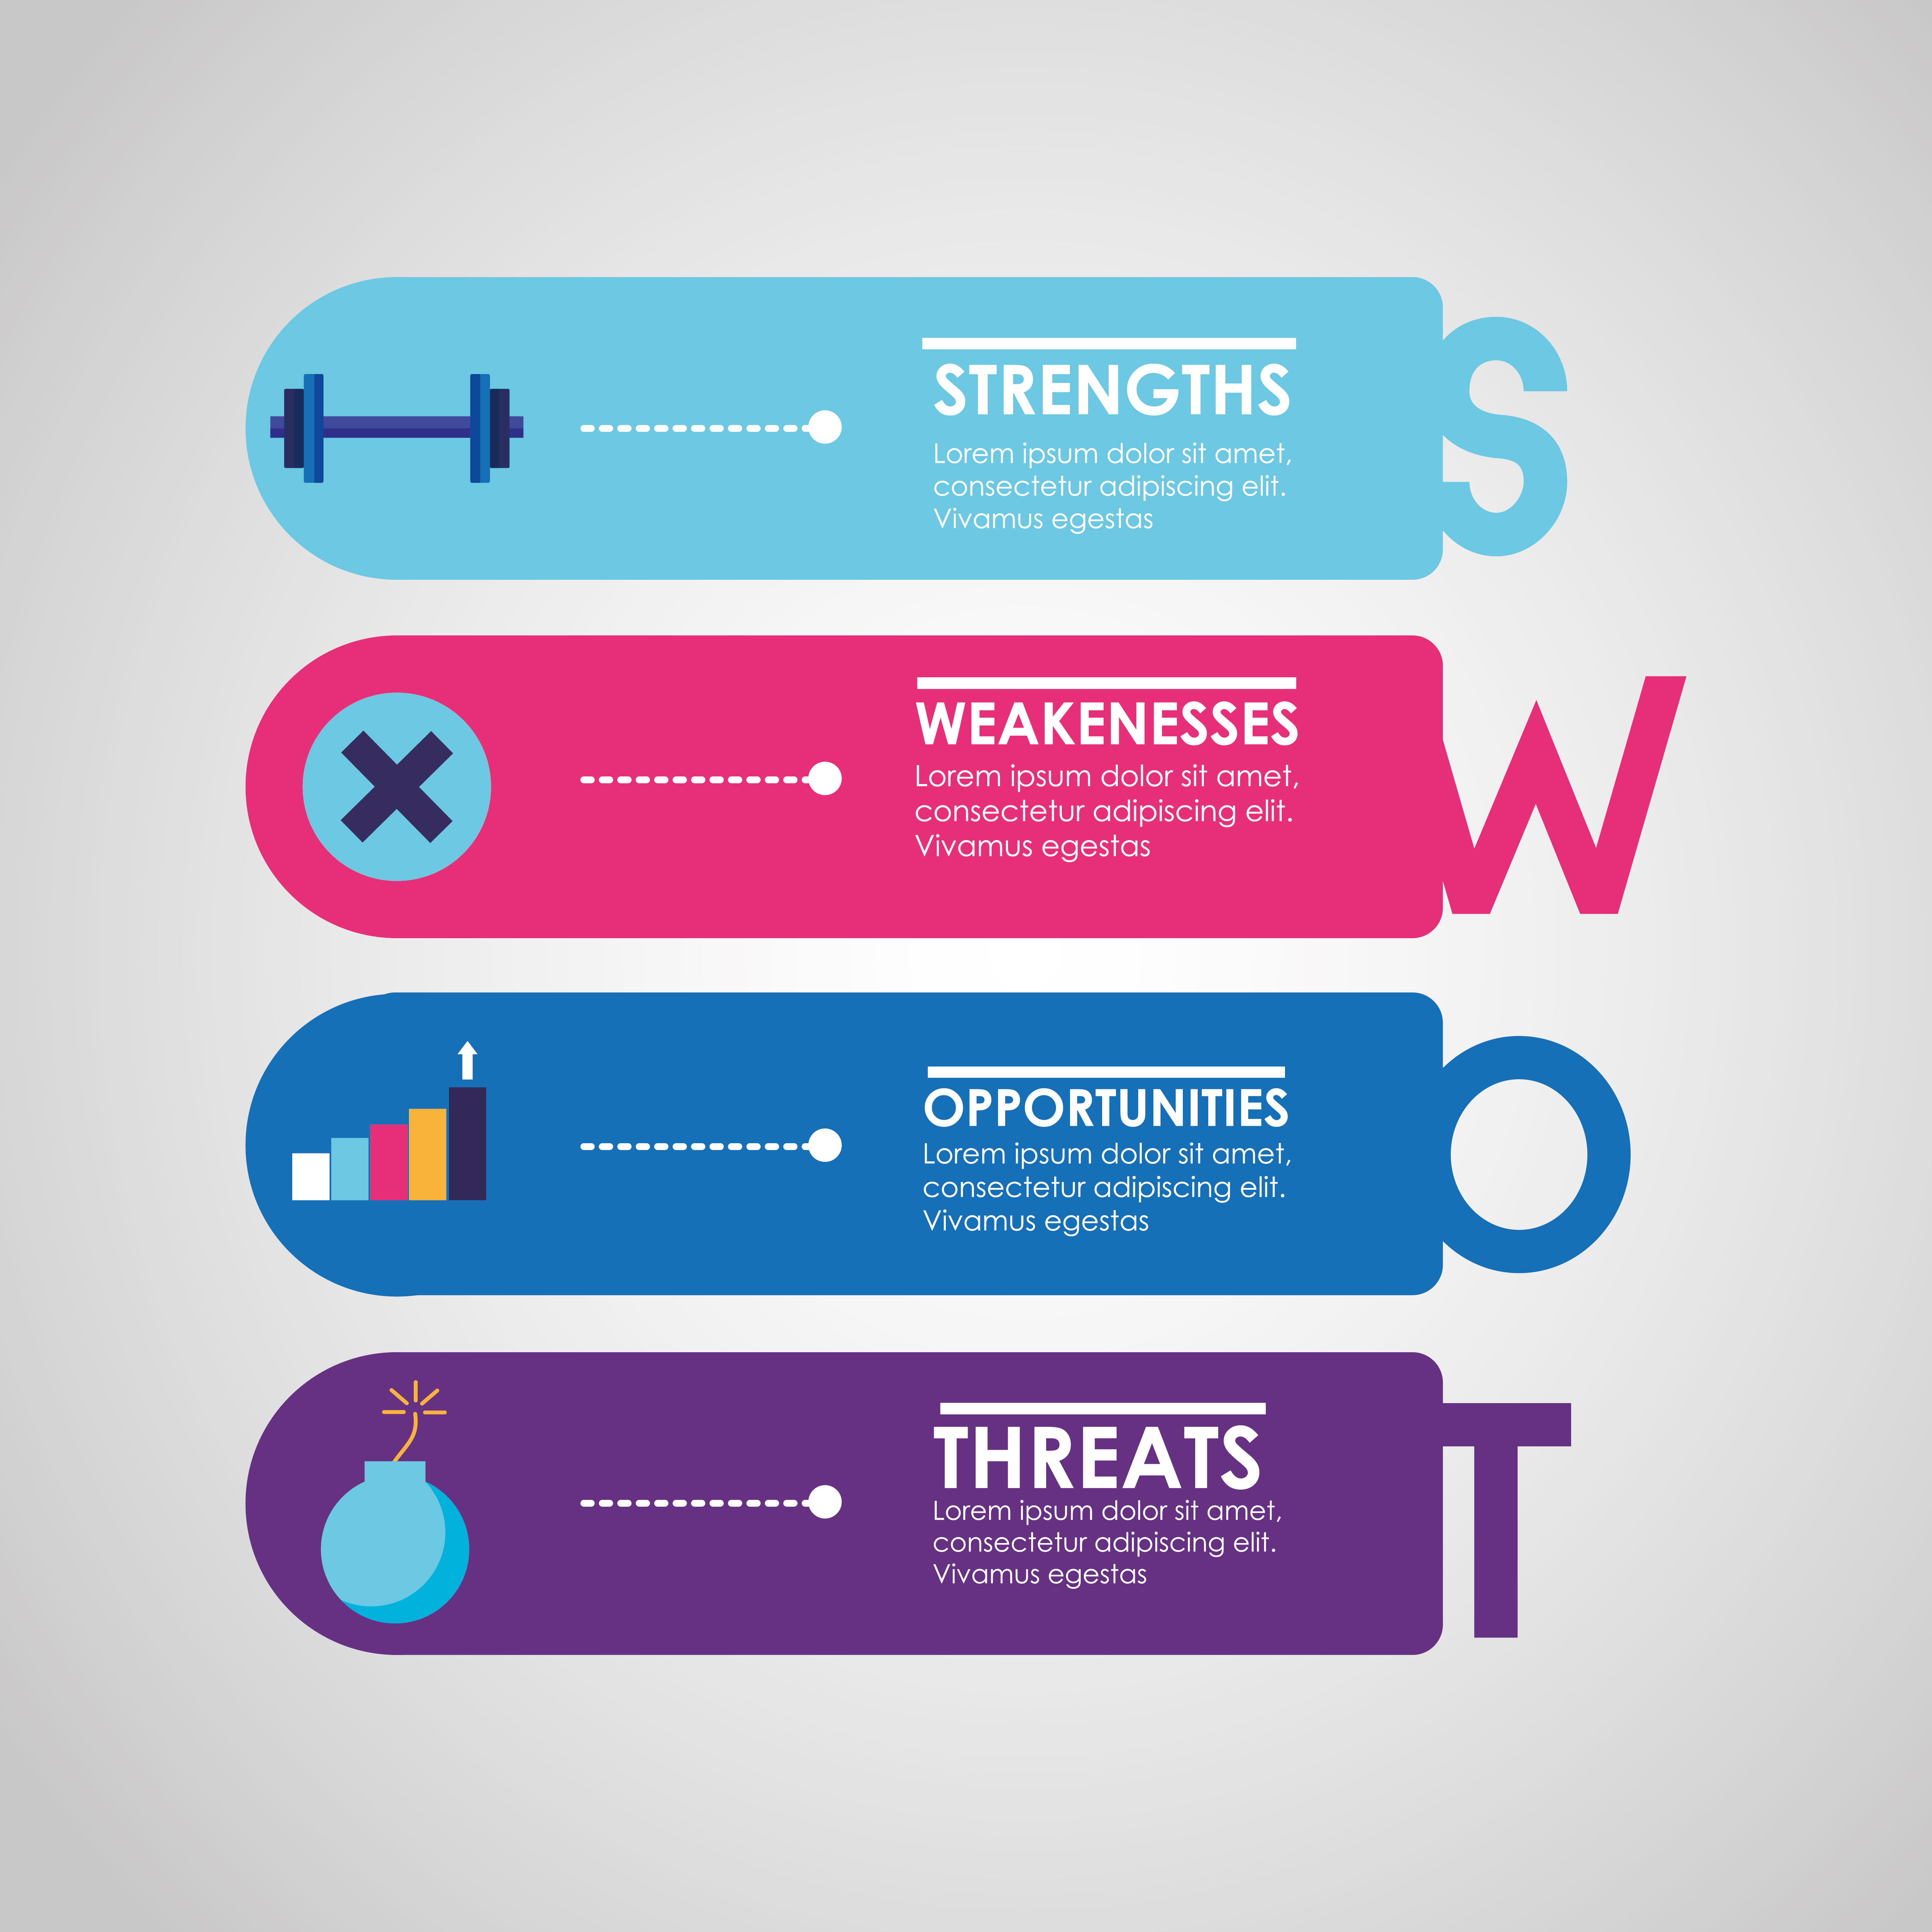 STRENGTHS
Lorem ipsum dolor sit amet,
consectetur adipiscing elit.
Vivamus egestas
S
WEAKENESSES
Lorem ipsum dolor sit amet,
consectetur adipiscing elit.
Vivamus egestas
W
OPPORTUNITIES
Lorem ipsum dolor sit amet,
consectetur adipiscing elit.
Vivamus egestas
O
THREATS
Lorem ipsum dolor sit amet,
consectetur adipiscing elit.
Vivamus egestas
T